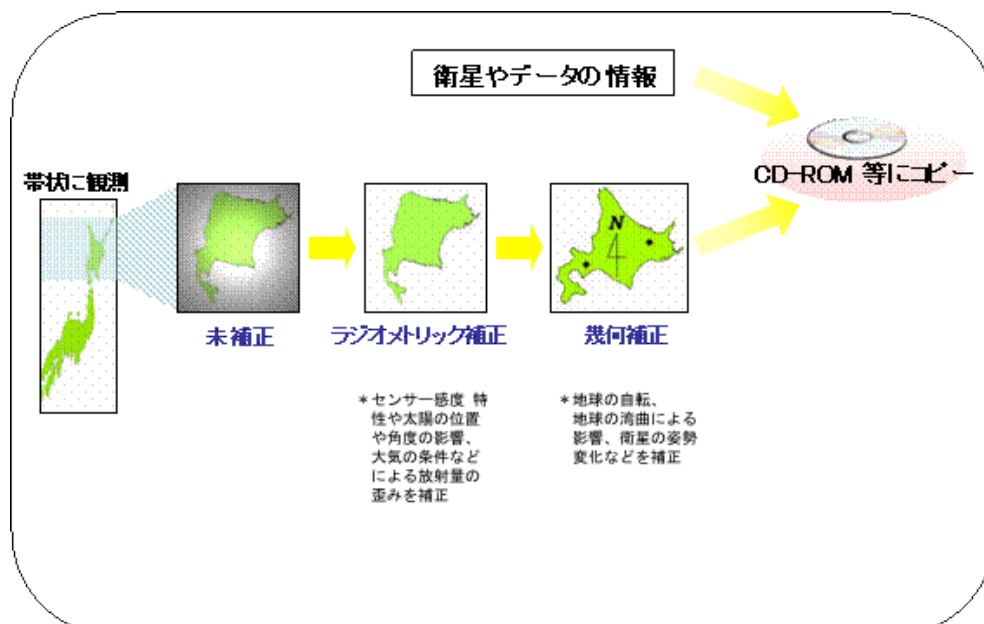 衛星やデータの情報
CD-ROM 等にコピー
帯状に観測
未補正
ラジオメトリック補正
幾何補正
N
＊センサー感度 特
性や太陽の位置
や角度の影響、
大気の条件など
による放射量の
歪みを補正
＊地球の自転、
地球の湾曲による
影響、衛星の姿勢
変化などを補正